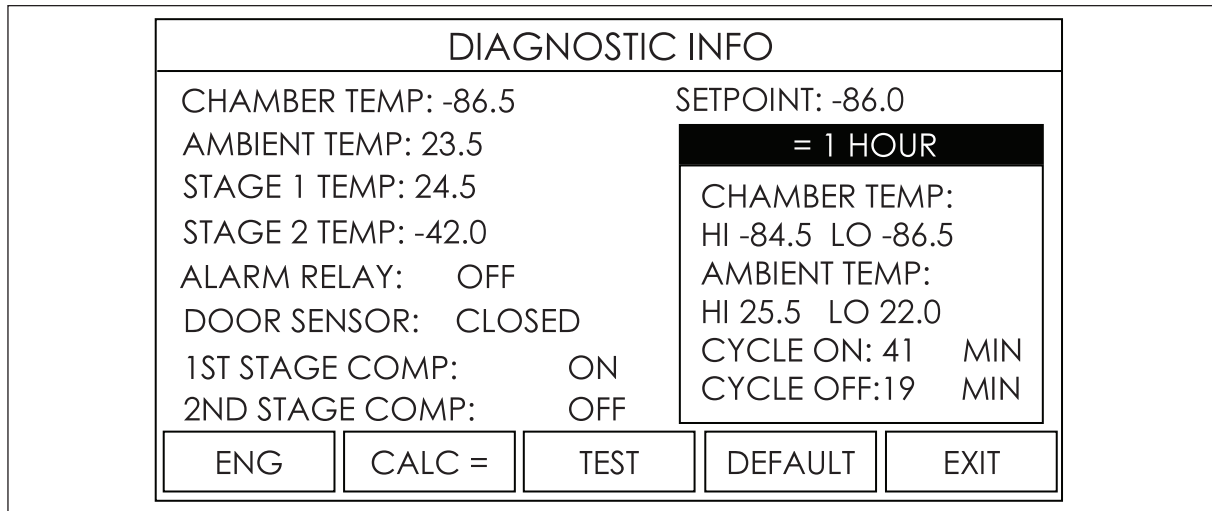 DIAGNOSTIC INFO
CHAMBER TEMP: -86.5
AMBIENT TEMP: 23.5
STAGE 1 TEMP: 24.5
STAGE 2 TEMP: -42.0
ALARM RELAY: OFF
DOOR SENSOR: CLOSED
1ST STAGE COMP: ON
2ND STAGE COMP: OFF
SETPOINT: -86.0
= 1 HOUR
CHAMBER TEMP:
HI -84.5 LO -86.5
AMBIENT TEMP:
HI 25.5 LO 22.0
CYCLE ON: 41 MIN
CYCLE OFF:19 MIN
ENG CALC = TEST DEFAULT EXIT